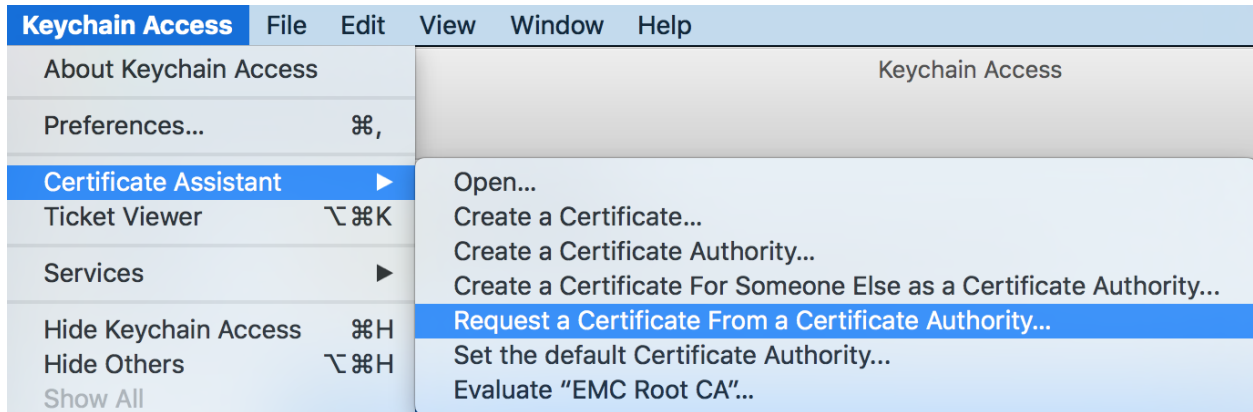 Keychain Access File Edit View Window Help
About Keychain Access
Keychain Access
Preferences... ⌘,
Certificate Assistant ▶
Ticket Viewer ⌥⌘K
Services ▶
Hide Keychain Access ⌘H
Hide Others ⌥⌘H
Show All
Open...
Create a Certificate...
Create a Certificate Authority...
Create a Certificate For Someone Else as a Certificate Authority...
Request a Certificate From a Certificate Authority...
Set the default Certificate Authority...
Evaluate “EMC Root CA”...